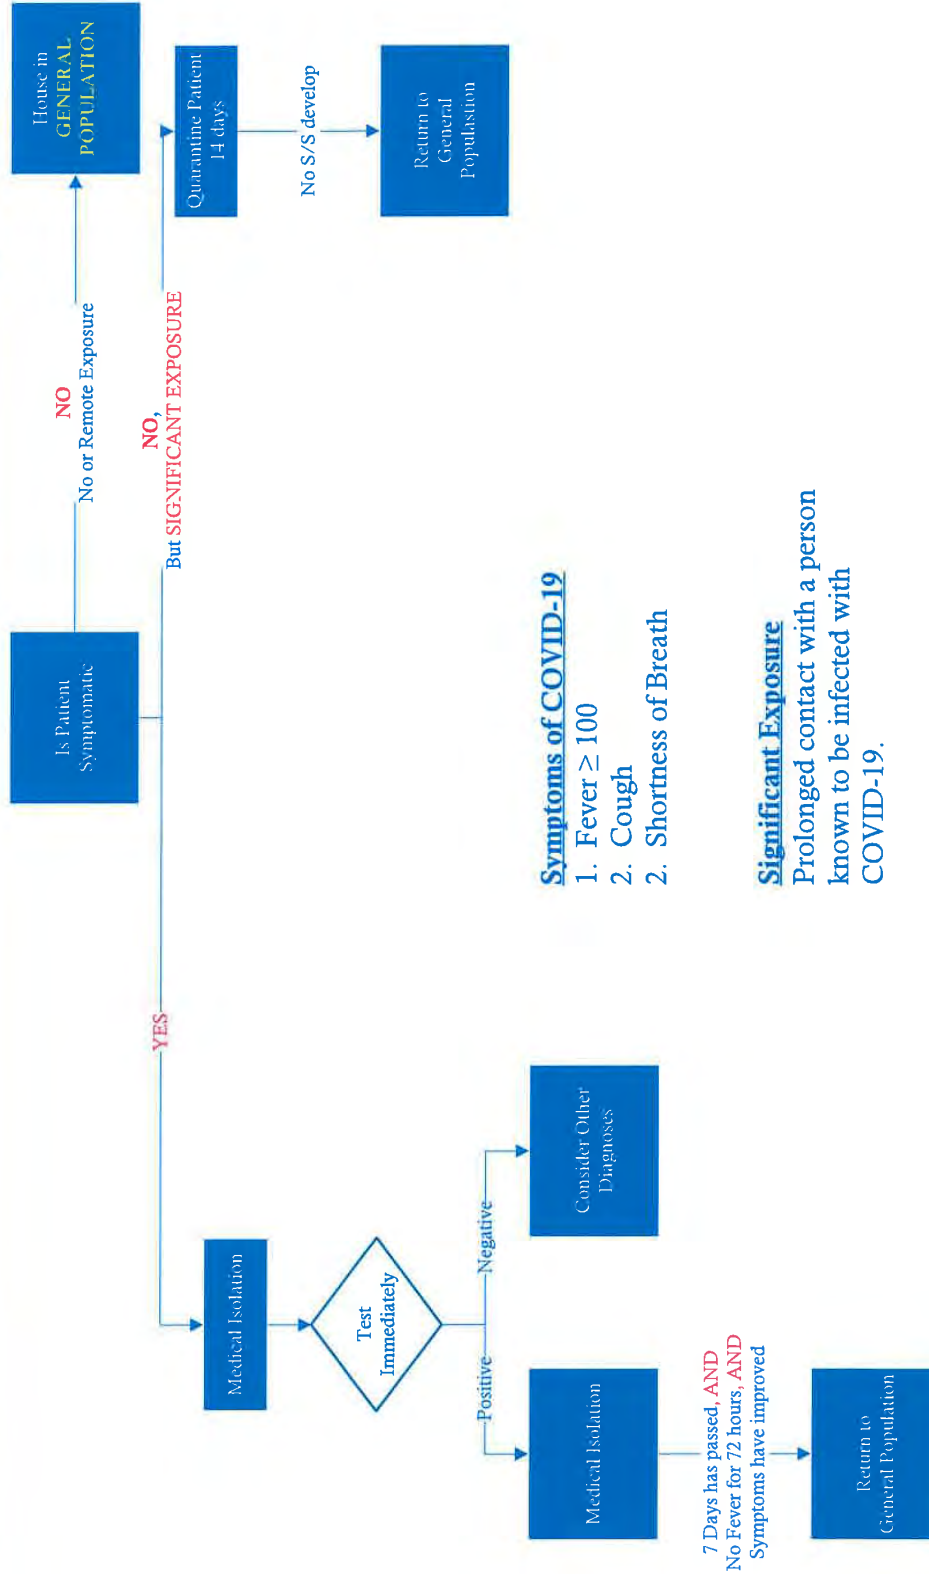 Is Patient
Symptomatic
NO
No or Remote Exposure
House in
GENERAL
POPULATION
YES
NO,
But SIGNIFICANT EXPOSURE
Quarantine Patient
14 days
No S/S develop
Return to
General
Populastion
Medical Isolation
Test
Immediately
Positive
Negative
Medical Isolation
Consider Other
Diagnoses
7 Days has passed, AND
No Fever for 72 hours, AND
Symptoms have improved
Return to
General Population
Symptoms of COVID-19
1. Fever ≥ 100
2. Cough
2. Shortness of Breath
Significant Exposure
Prolonged contact with a person
known to be infected with
COVID-19.